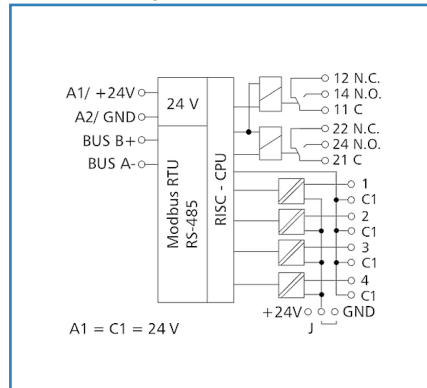 A1/ +24V
A2/ GND
BUS B+
BUS A-
24 V
Modbus RTU
RS-485
RISC - CPU
12 N.C.
14 N.O.
11 C
22 N.C.
24 N.O.
21 C
1
C1
2
C1
3
C1
4
C1
+24V
GND
J
A1 = C1 = 24 V